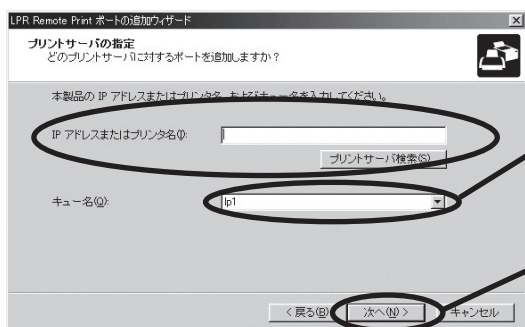 LPR Remote Print ポートの追加ウィザード
プリントサーバの指定
どのプリントサーバに対するポートを追加しますか?
本製品の IP アドレスまたはプリンタ名、およびキュー名を入力してください。
IP アドレスまたはプリンタ名(I):
プリントサーバ検索(S)
キュー名(Q):
lp1
< 戻る(B)
次へ(N) >
キャンセル